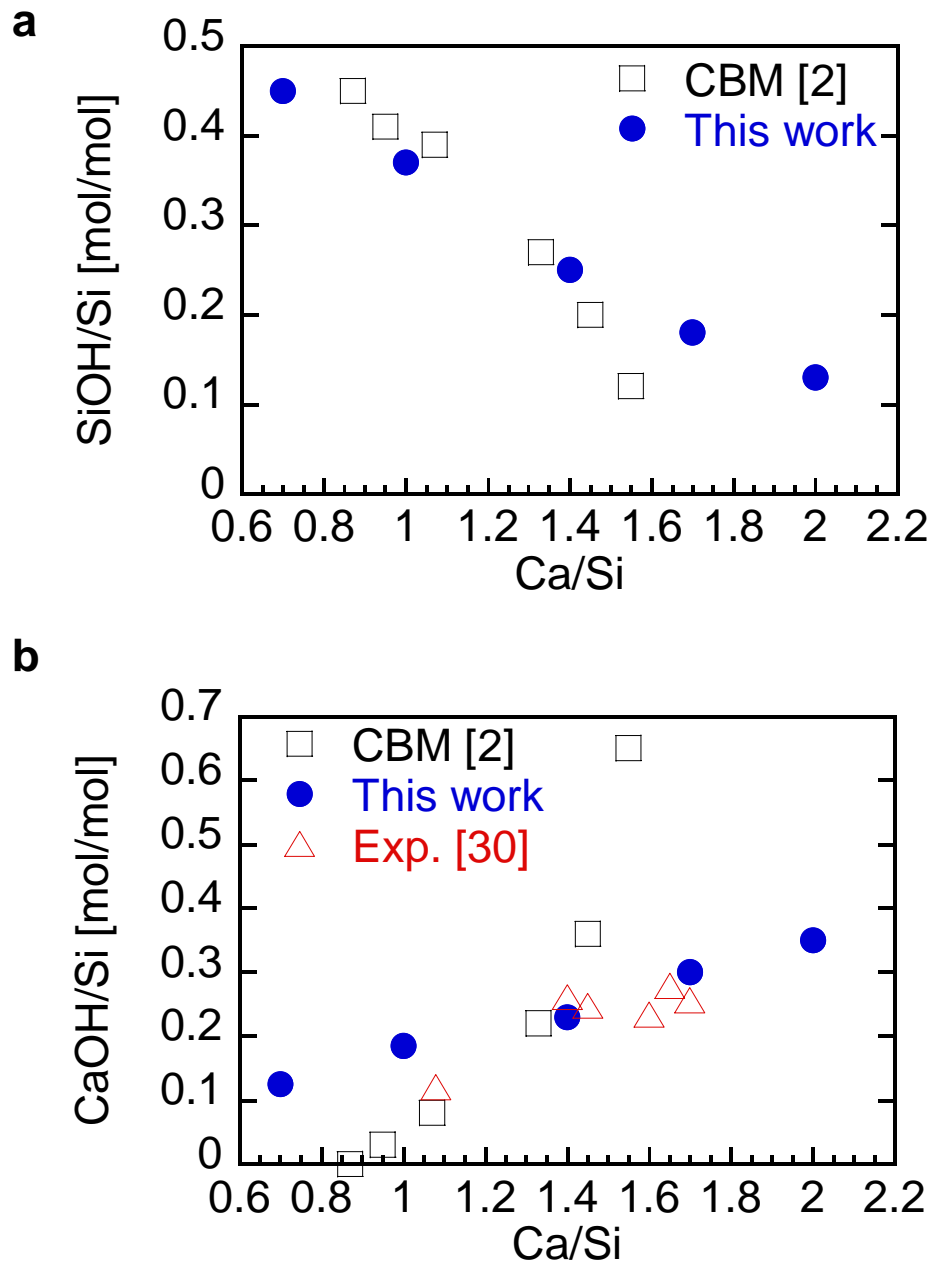 a
0.5
0.4
0.3
0.2
0.1
0
SiOH/Si [mol/mol]
CBM [2]
This work
0.6 0.8 1 1.2 1.4 1.6 1.8 2 2.2
Ca/Si
b
0.7
0.6
0.5
0.4
0.3
0.2
0.1
0
CaOH/Si [mol/mol]
CBM [2]
This work
Exp. [30]
0.6 0.8 1 1.2 1.4 1.6 1.8 2 2.2
Ca/Si